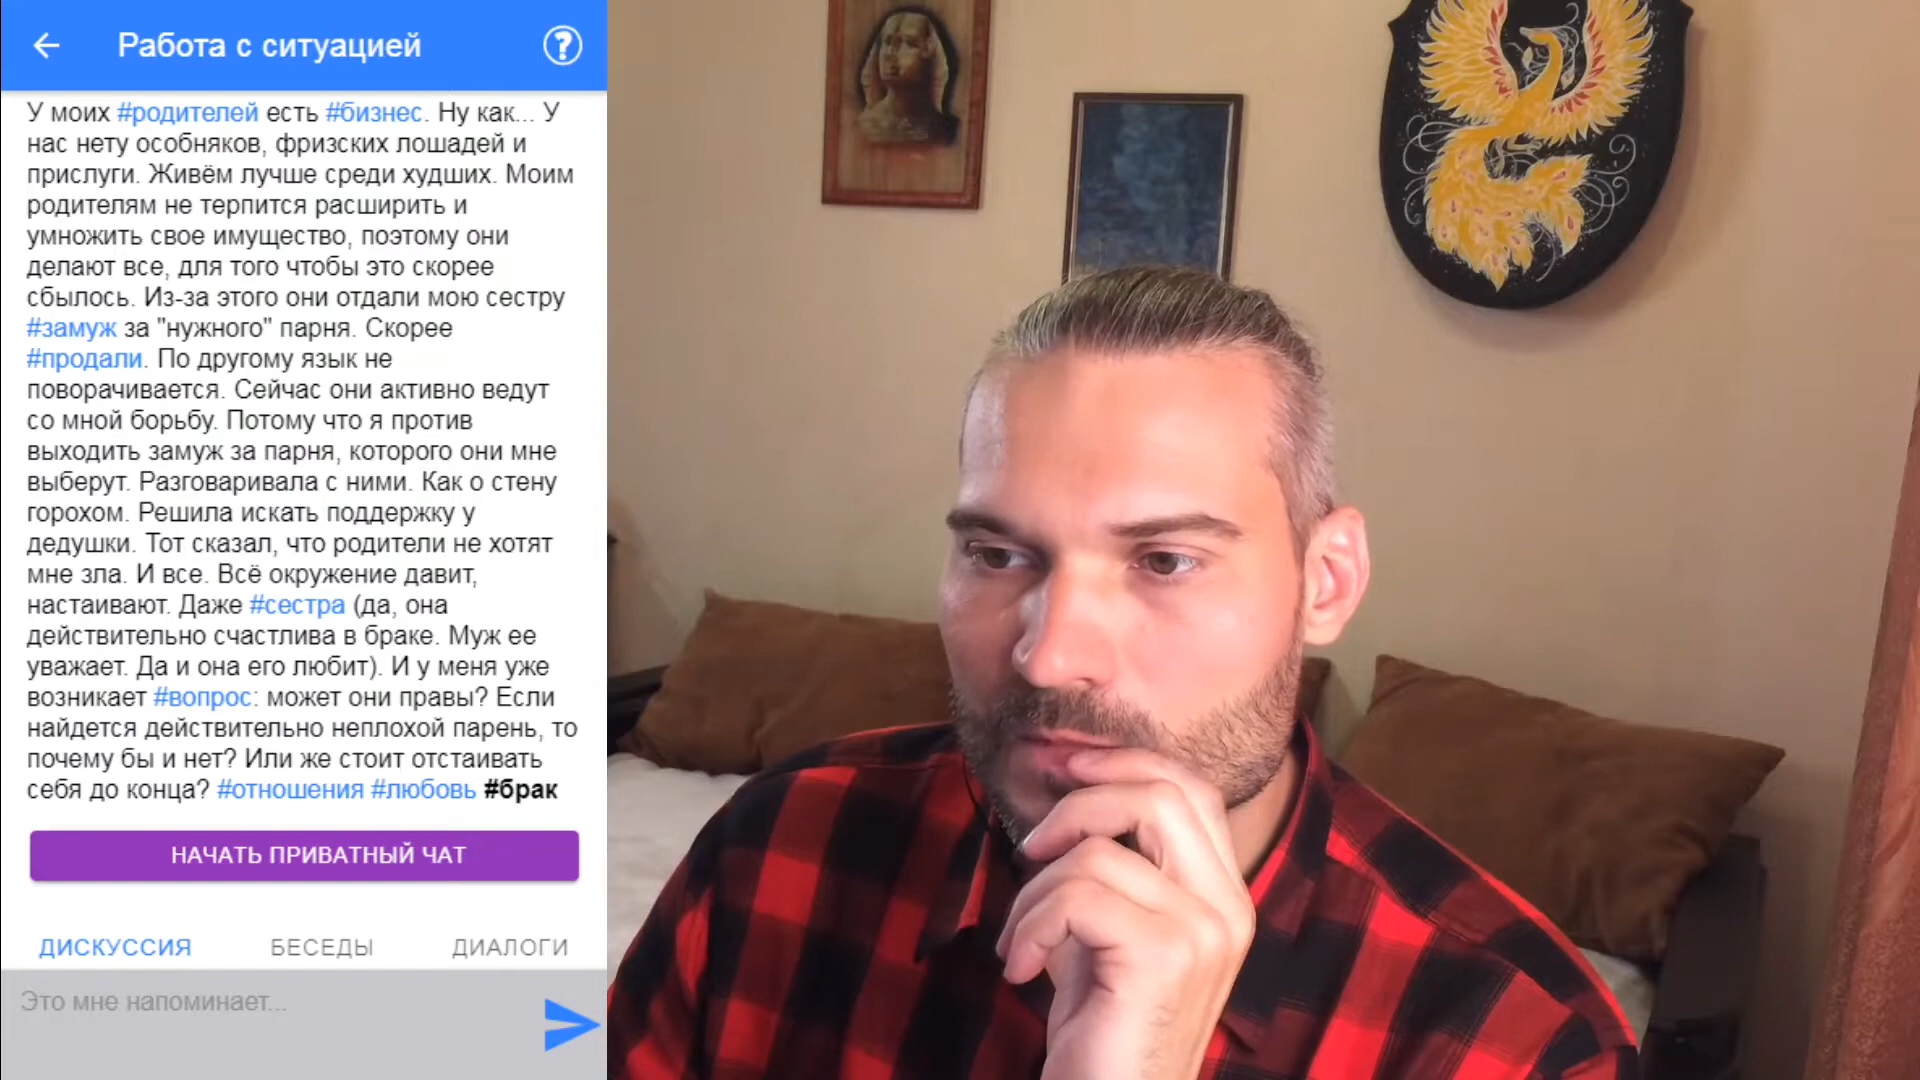 Работа с ситуацией
У моих #родителей есть #бизнес. Ну как... У
нас нету особняков, фризских лошадей и
прислуги. Живём лучше среди худших. Моим
родителям не терпится расширить и
умножить свое имущество, поэтому они
делают все, для того чтобы это скорее
сбылось. Из-за этого они отдали мою сестру
#замуж за "нужного" парня. Скорее
#продали. По другому язык не
поворачивается. Сейчас они активно ведут
со мной борьбу. Потому что я против
выходить замуж за парня, которого они мне
выберут. Разговаривала с ними. Как о стену
горохом. Решила искать поддержку у
дедушки. Тот сказал, что родители не хотят
мне зла. И все. Всё окружение давит,
настаивают. Даже #сестра (да, она
действительно счастлива в браке. Муж ее
уважает. Да и она его любит). И у меня уже
возникает #вопрос: может они правы? Если
найдется действительно неплохой парень, то
почему бы и нет? Или же стоит отстаивать
себя до конца? #отношения #любовь #брак
НАЧАТЬ ПРИВАТНЫЙ ЧАТ
ДИСКУССИЯ БЕСЕДЫ ДИАЛОГИ
Это мне напоминает...